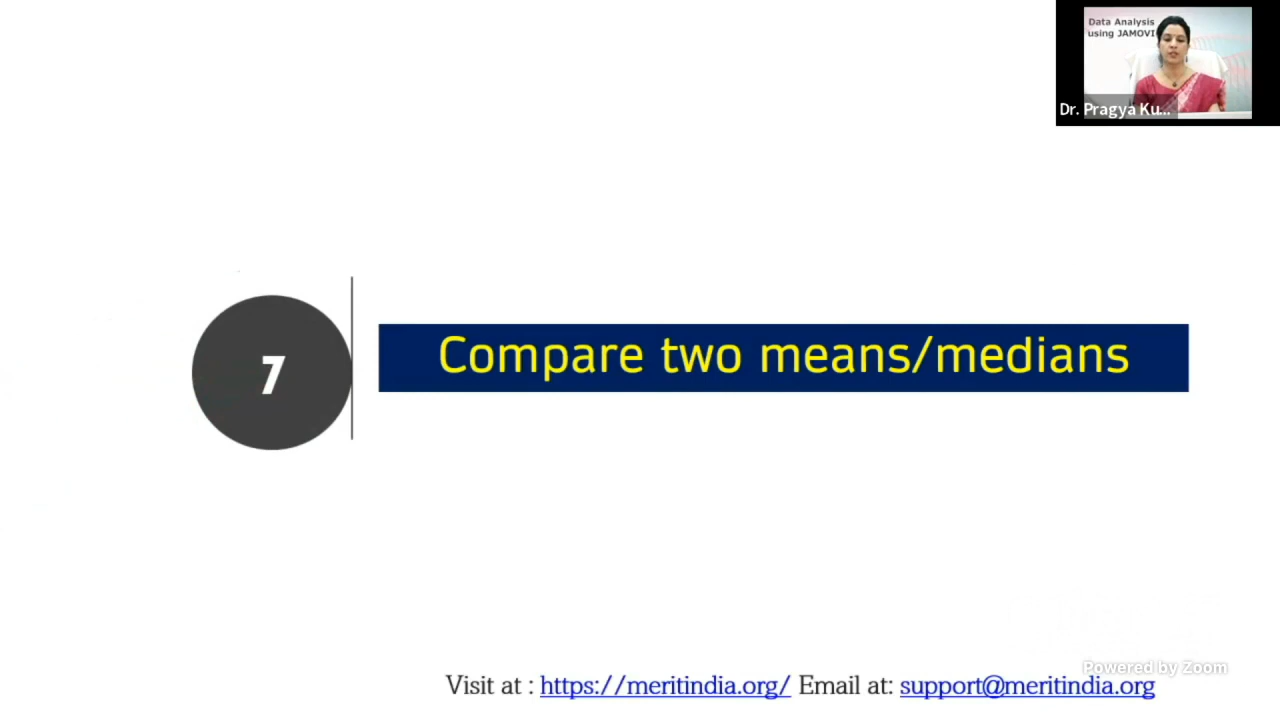 Data Analysis
using JAMOVI
Dr. Pragya Ku...
7
Compare two means/medians
Powered by Zoom
Visit at : https://meritindia.org/ Email at: support@meritindia.org